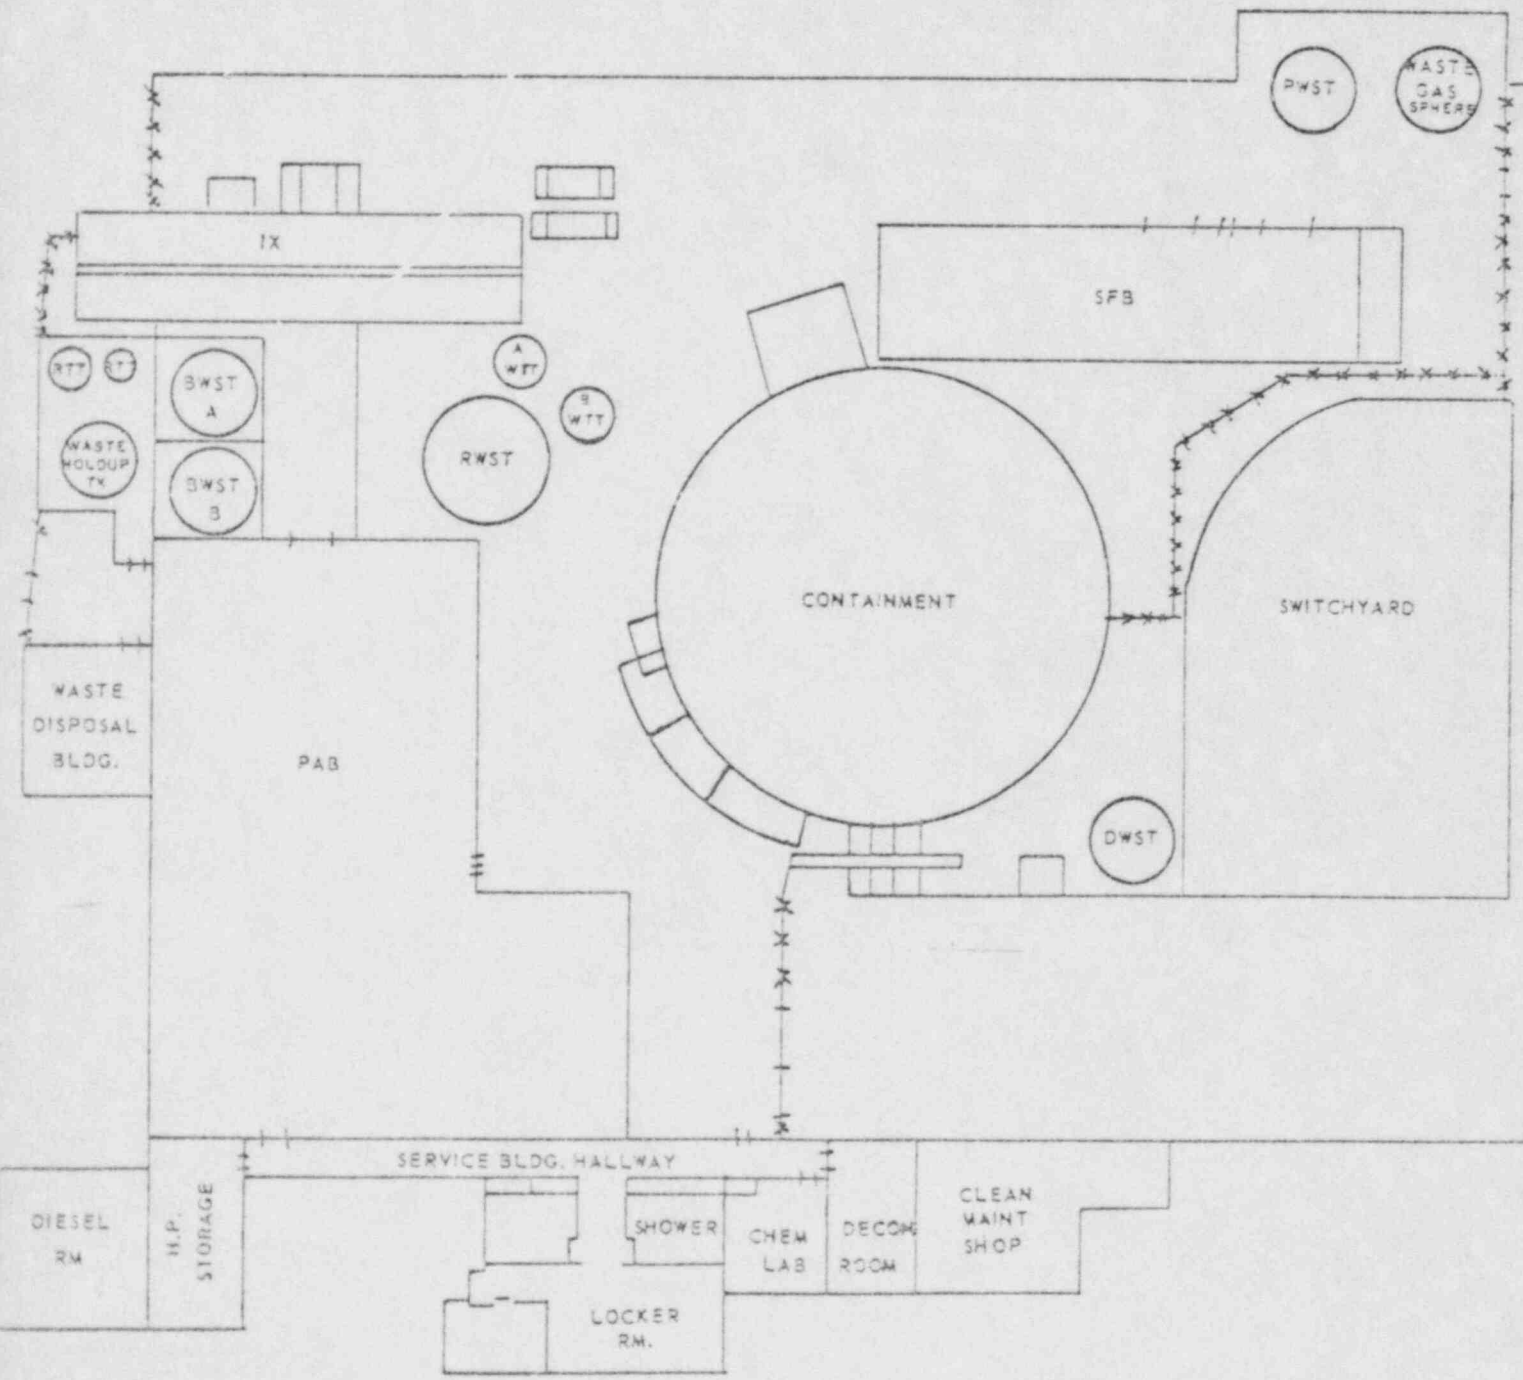 PWST
WASTE
GAS
SPHERE
IX
SFB
RTT
RTT
BWST
A
A
WTT
B
WTT
WASTE
HOLDUP
TK
BWST
B
RWST
CONTAINMENT
SWITCHYARD
WASTE
DISPOSAL
BLDG.
PAB
DWST
SERVICE BLDG. HALLWAY
DIESEL
RM
H.P.
STORAGE
SHOWER
CHEM
LAB
DECOM
ROOM
CLEAN
MAINT
SHOP
LOCKER
RM.